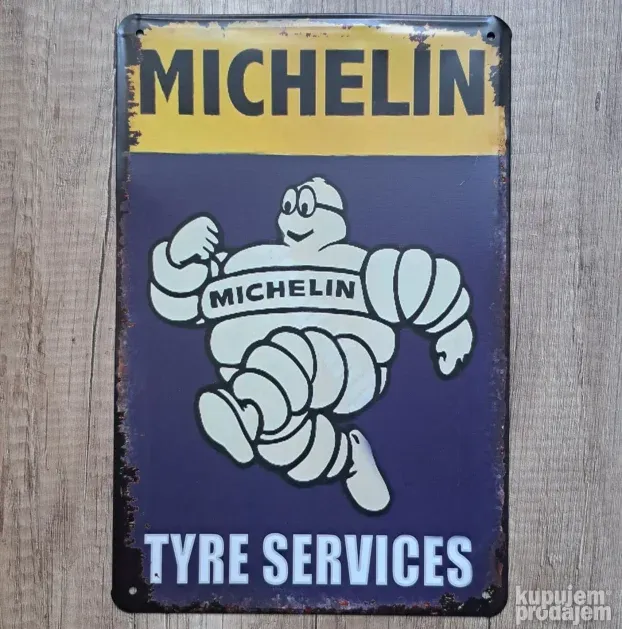 MICHELIN
MICHELIN
TYRE SERVICES
kupujem
prodajem